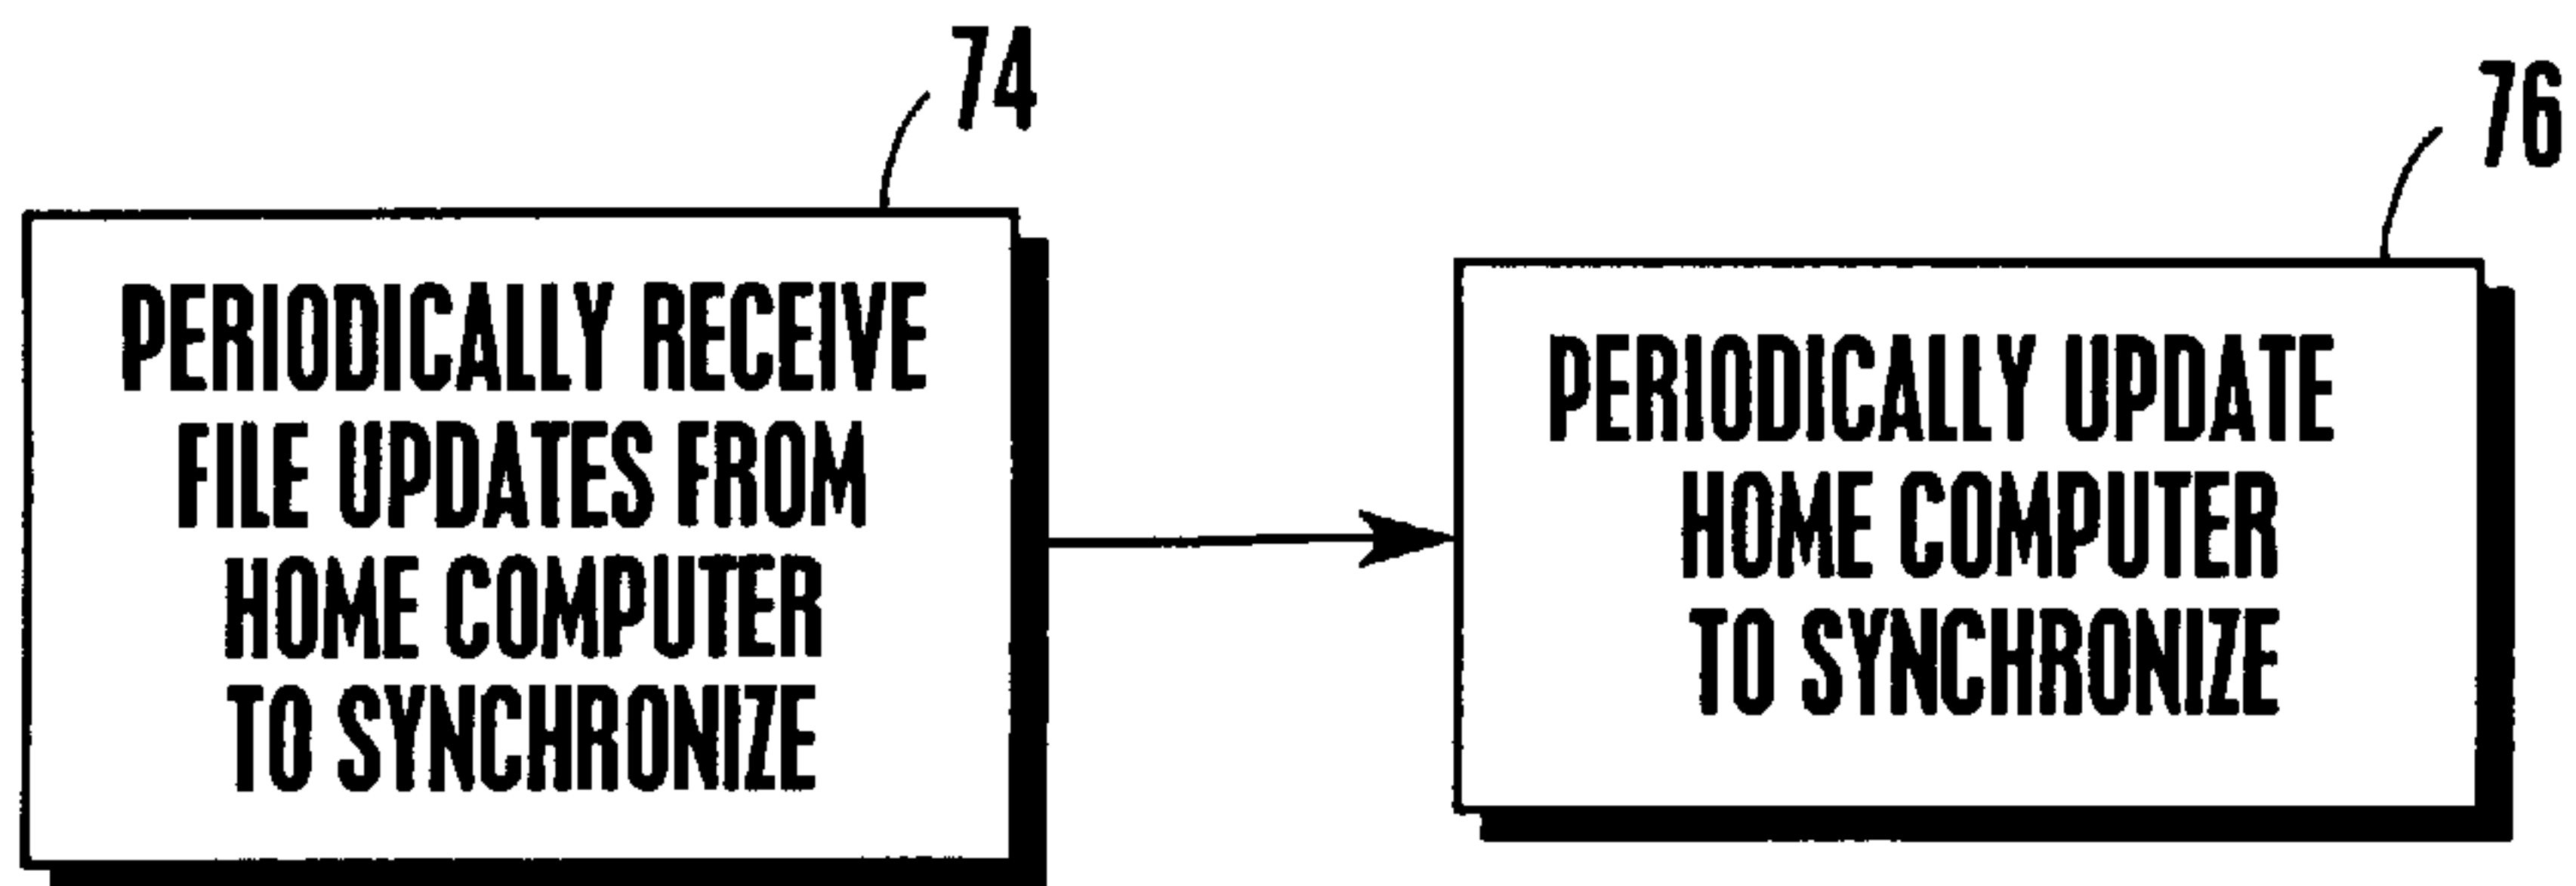 74
PERIODICALLY RECEIVE
FILE UPDATES FROM
HOME COMPUTER
TO SYNCHRONIZE
76
PERIODICALLY UPDATE
HOME COMPUTER
TO SYNCHRONIZE